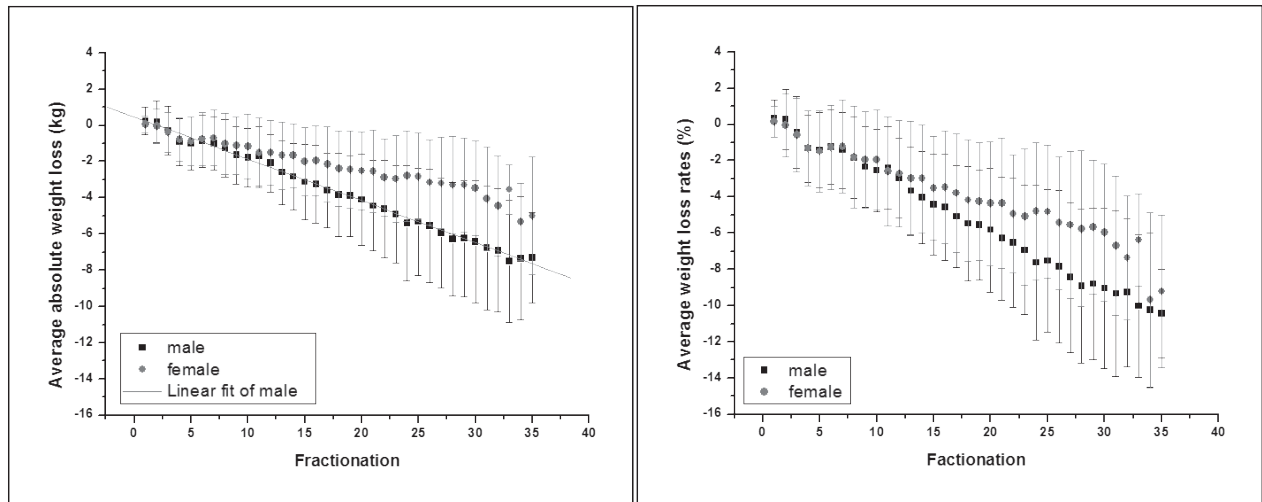 4
2
0
-2
-4
-6
-8
-10
-12
-14
-16
Average absolute weight loss (kg)
male
female
Linear fit of male
0 5 10 15 20 25 30 35 40
Fractionation
4
2
0
-2
-4
-6
-8
-10
-12
-14
-16
Average weight loss rates (%)
male
female
0 5 10 15 20 25 30 35 40
Factionation